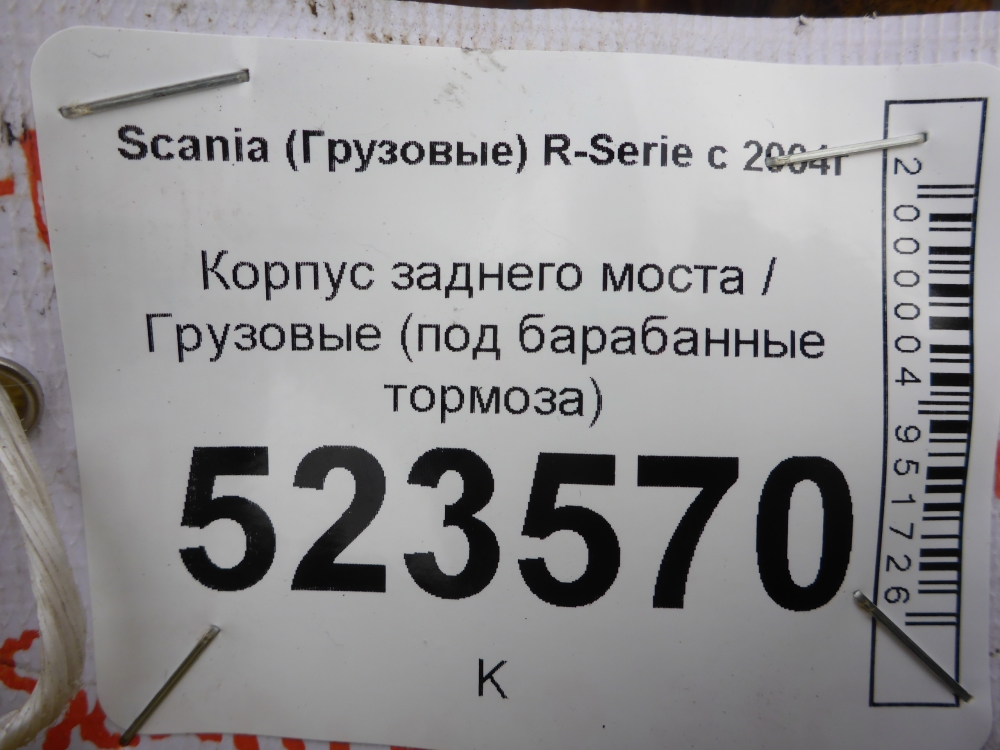 Scania (Грузовые) R-Serie с 2004г
Корпус заднего моста /
Грузовые (под барабанные
тормоза)
523570
К
2000004951726